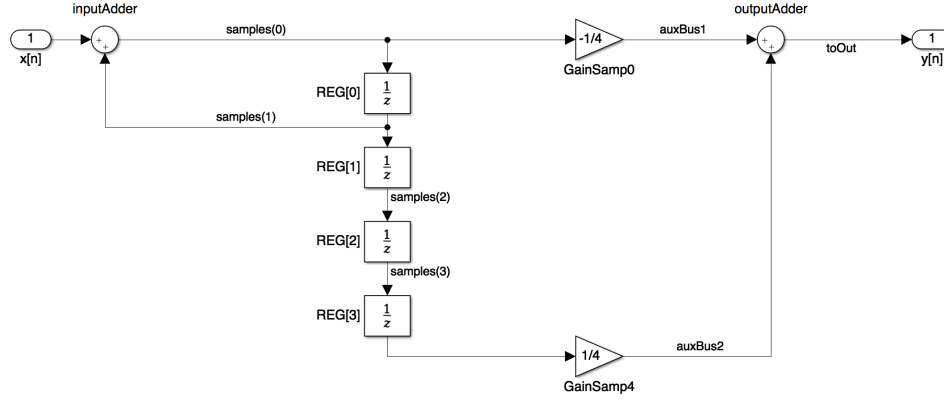 inputAdder
outputAdder
1
x[n]
+
+
samples(0)
-1/4
GainSamp0
auxBus1
+
+
toOut
1
y[n]
REG[0]
1
z
samples(1)
REG[1]
1
z
samples(2)
REG[2]
1
z
samples(3)
REG[3]
1
z
1/4
GainSamp4
auxBus2